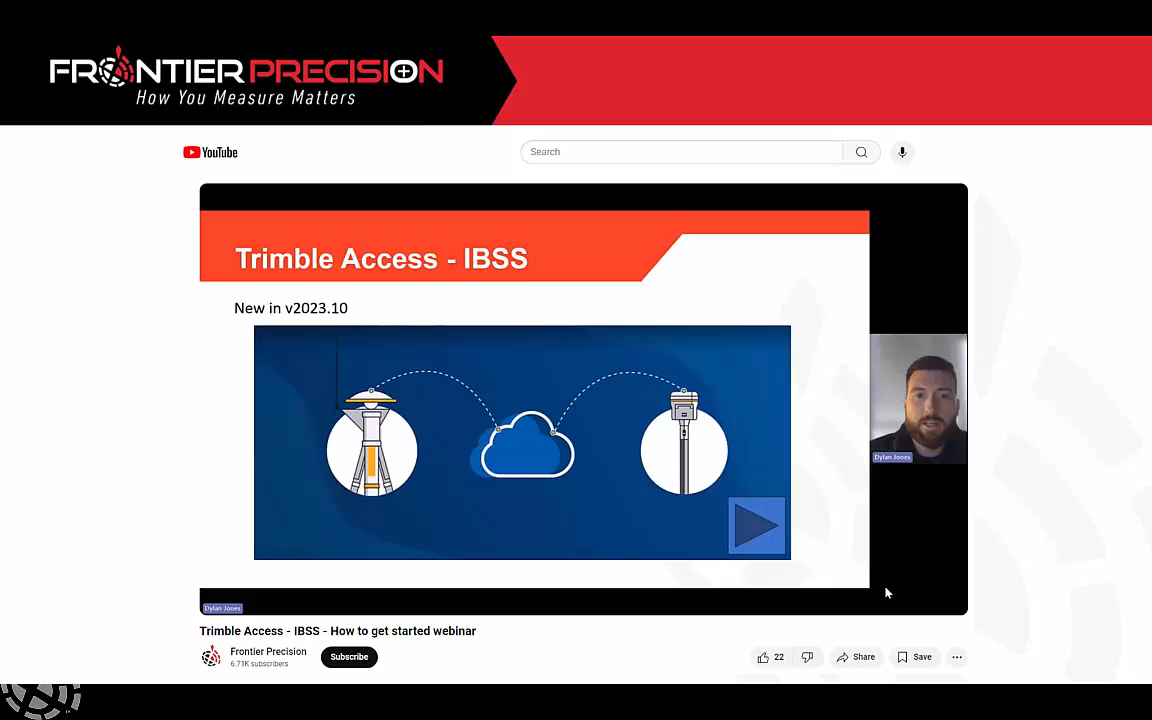 FRONTIER PRECISION
How You Measure Matters
YouTube
Search
Trimble Access - IBSS
New in v2023.10
Dylan Jones
Dylan Jones
Trimble Access - IBSS - How to get started webinar
Frontier Precision
6.71K subscribers
Subscribe
22
Share
Save